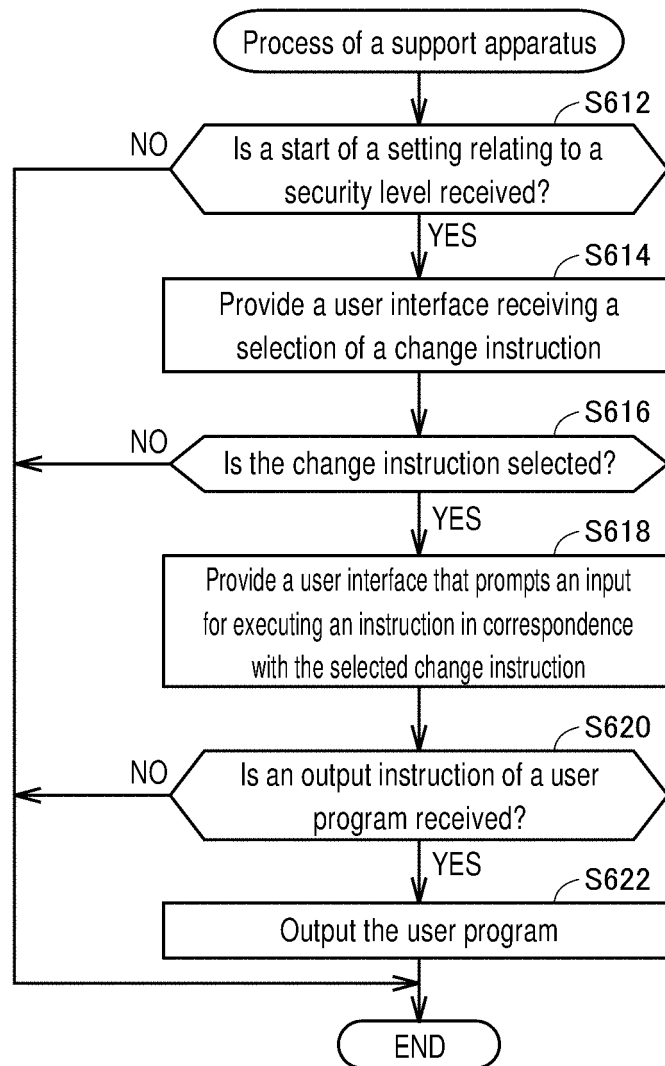 Process of a support apparatus
S612
NO
Is a start of a setting relating to a
security level received?
YES
S614
Provide a user interface receiving a
selection of a change instruction
S616
NO
Is the change instruction selected?
YES
S618
Provide a user interface that prompts an input
for executing an instruction in correspondence
with the selected change instruction
S620
NO
Is an output instruction of a user
program received?
YES
S622
Output the user program
END